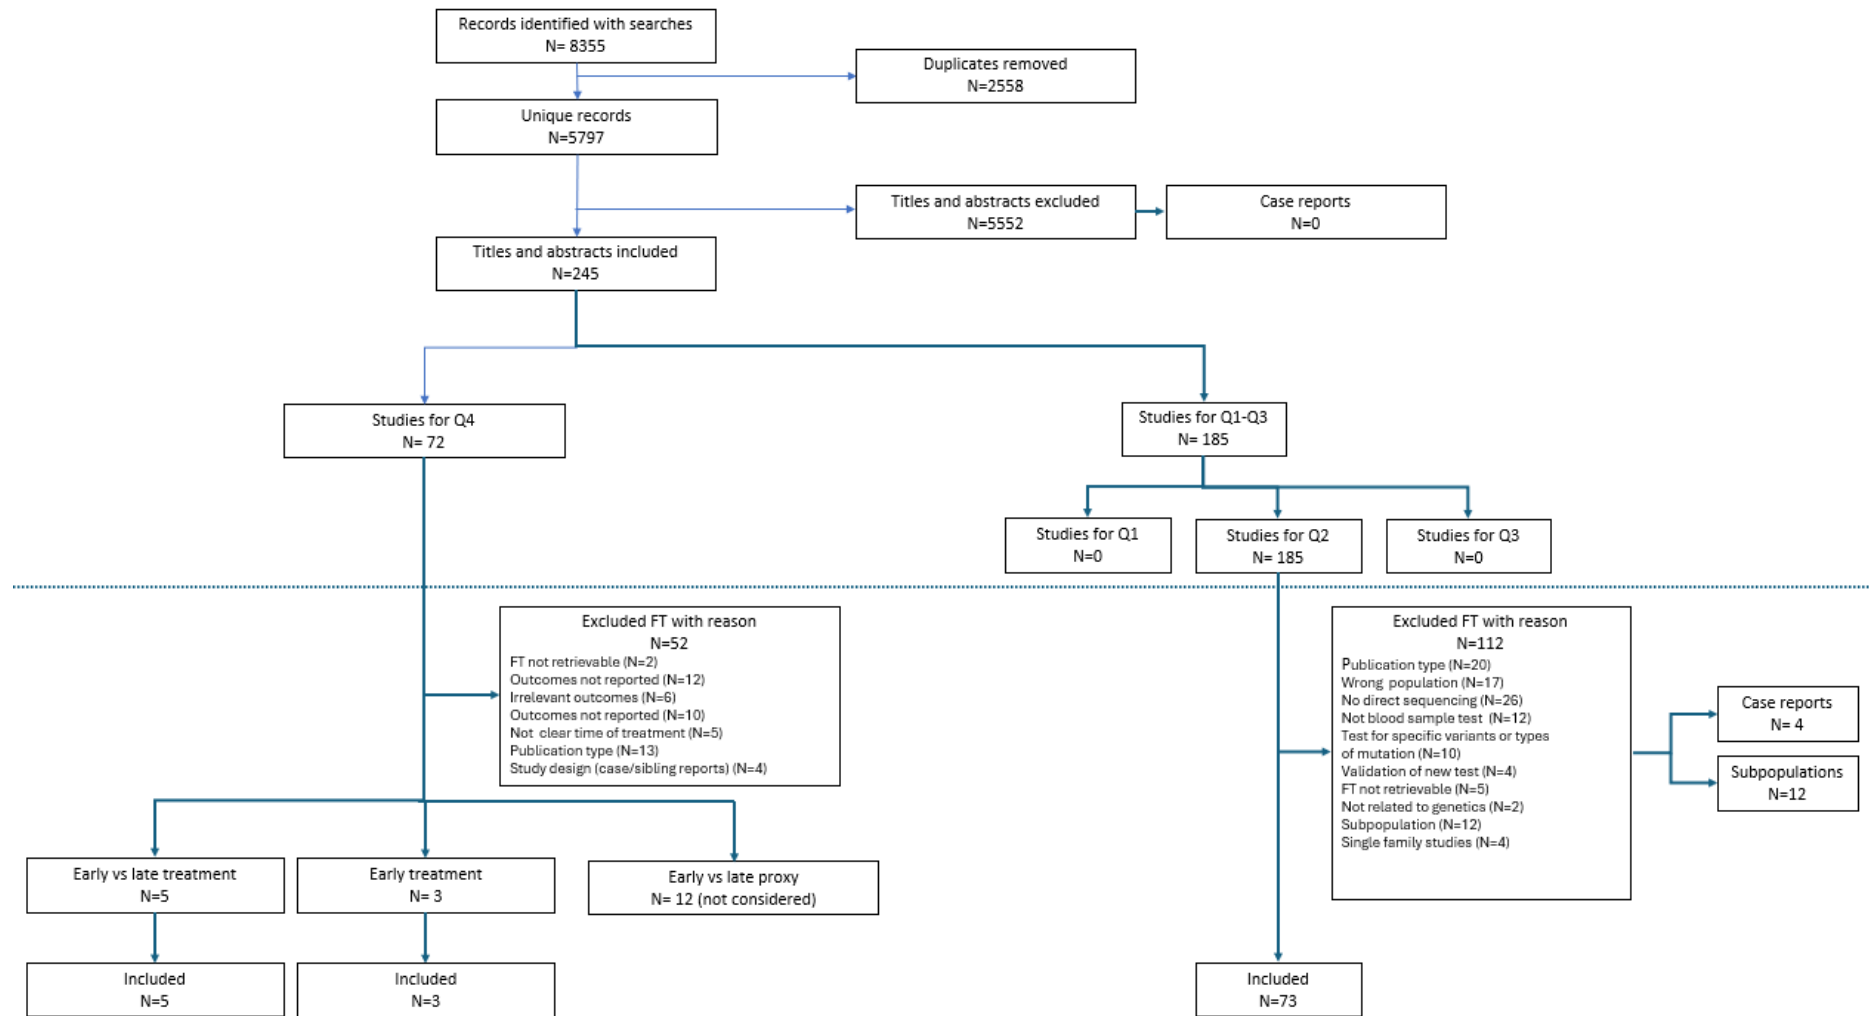 Records identified with searches
N= 8355
Duplicates removed
N=2558
Unique records
N=5797
Titles and abstracts excluded
N=5552
Case reports
N=0
Titles and abstracts included
N=245
Studies for Q4
N= 72
Studies for Q1-Q3
N= 185
Studies for Q1
N=0
Studies for Q2
N= 185
Studies for Q3
N=0
Excluded FT with reason
N=52
FT not retrievable (N=2)
Outcomes not reported (N=12)
Irrelevant outcomes (N=6)
Outcomes not reported (N=10)
Not clear time of treatment (N=5)
Publication type (N=13)
Study design (case/sibling reports) (N=4)
Excluded FT with reason
N=112
Publication type (N=20)
Wrong population (N=17)
No direct sequencing (N=26)
Not blood sample test (N=12)
Test for specific variants or types
of mutation (N=10)
Validation of new test (N=4)
FT not retrievable (N=5)
Not related to genetics (N=2)
Subpopulation (N=12)
Single family studies (N=4)
Case reports
N= 4
Subpopulations
N=12
Early vs late treatment
N=5
Early treatment
N= 3
Early vs late proxy
N= 12 (not considered)
Included
N=5
Included
N=3
Included
N=73